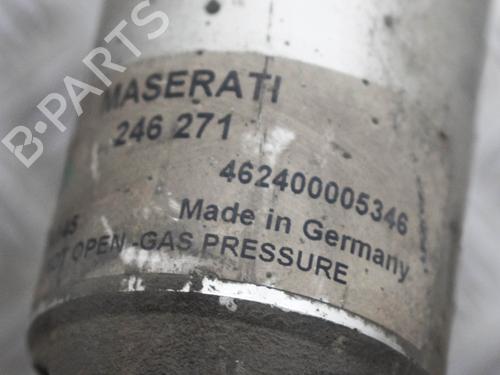 B-PARTS
MASERATI
246 271
462400005346
Made in Germany
OPEN -GAS PRESSURE